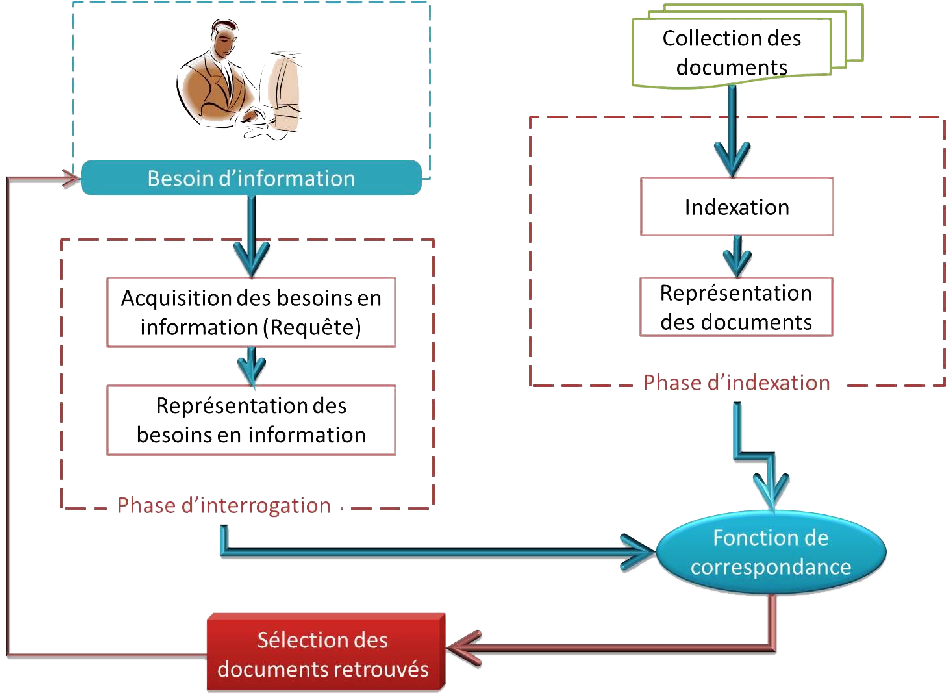 Collection des
documents
Besoin d'information
Indexation
Acquisition des besoins en
information (Requête)
Représentation
des documents
Phase d'indexation
Représentation des
besoins en information
Phase d'interrogation
Fonction de
correspondance
Sélection des
documents retrouvés